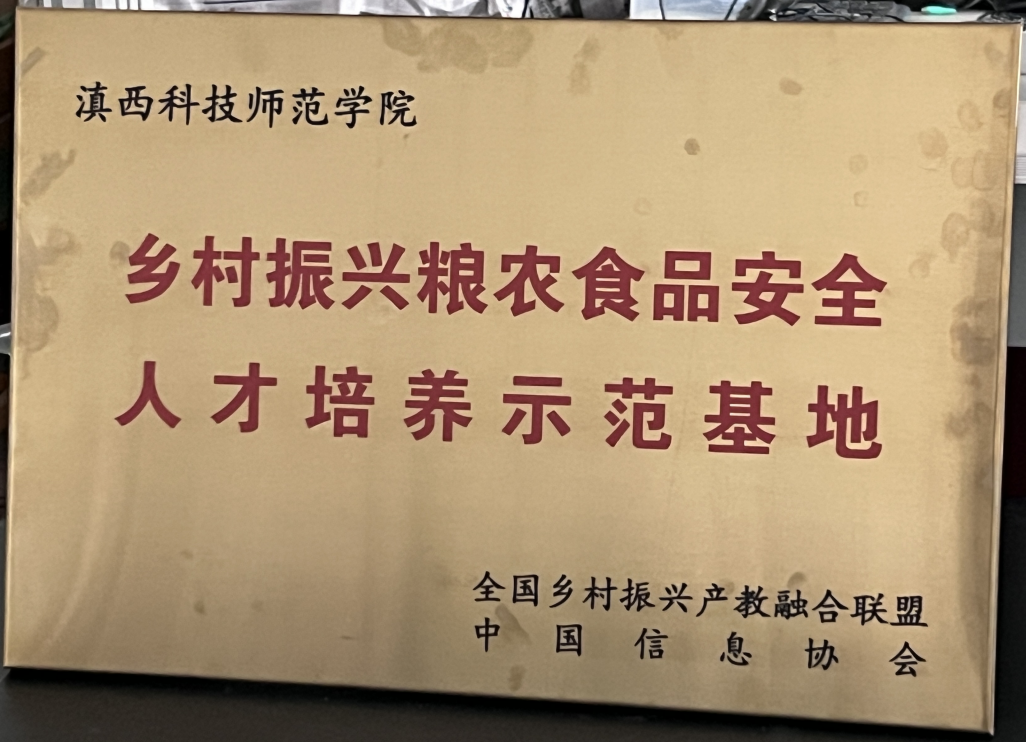 滇西科技师范学院
乡村振兴粮农食品安全
人才培养示范基地
全国乡村振兴产教融合联盟
中国信息协会